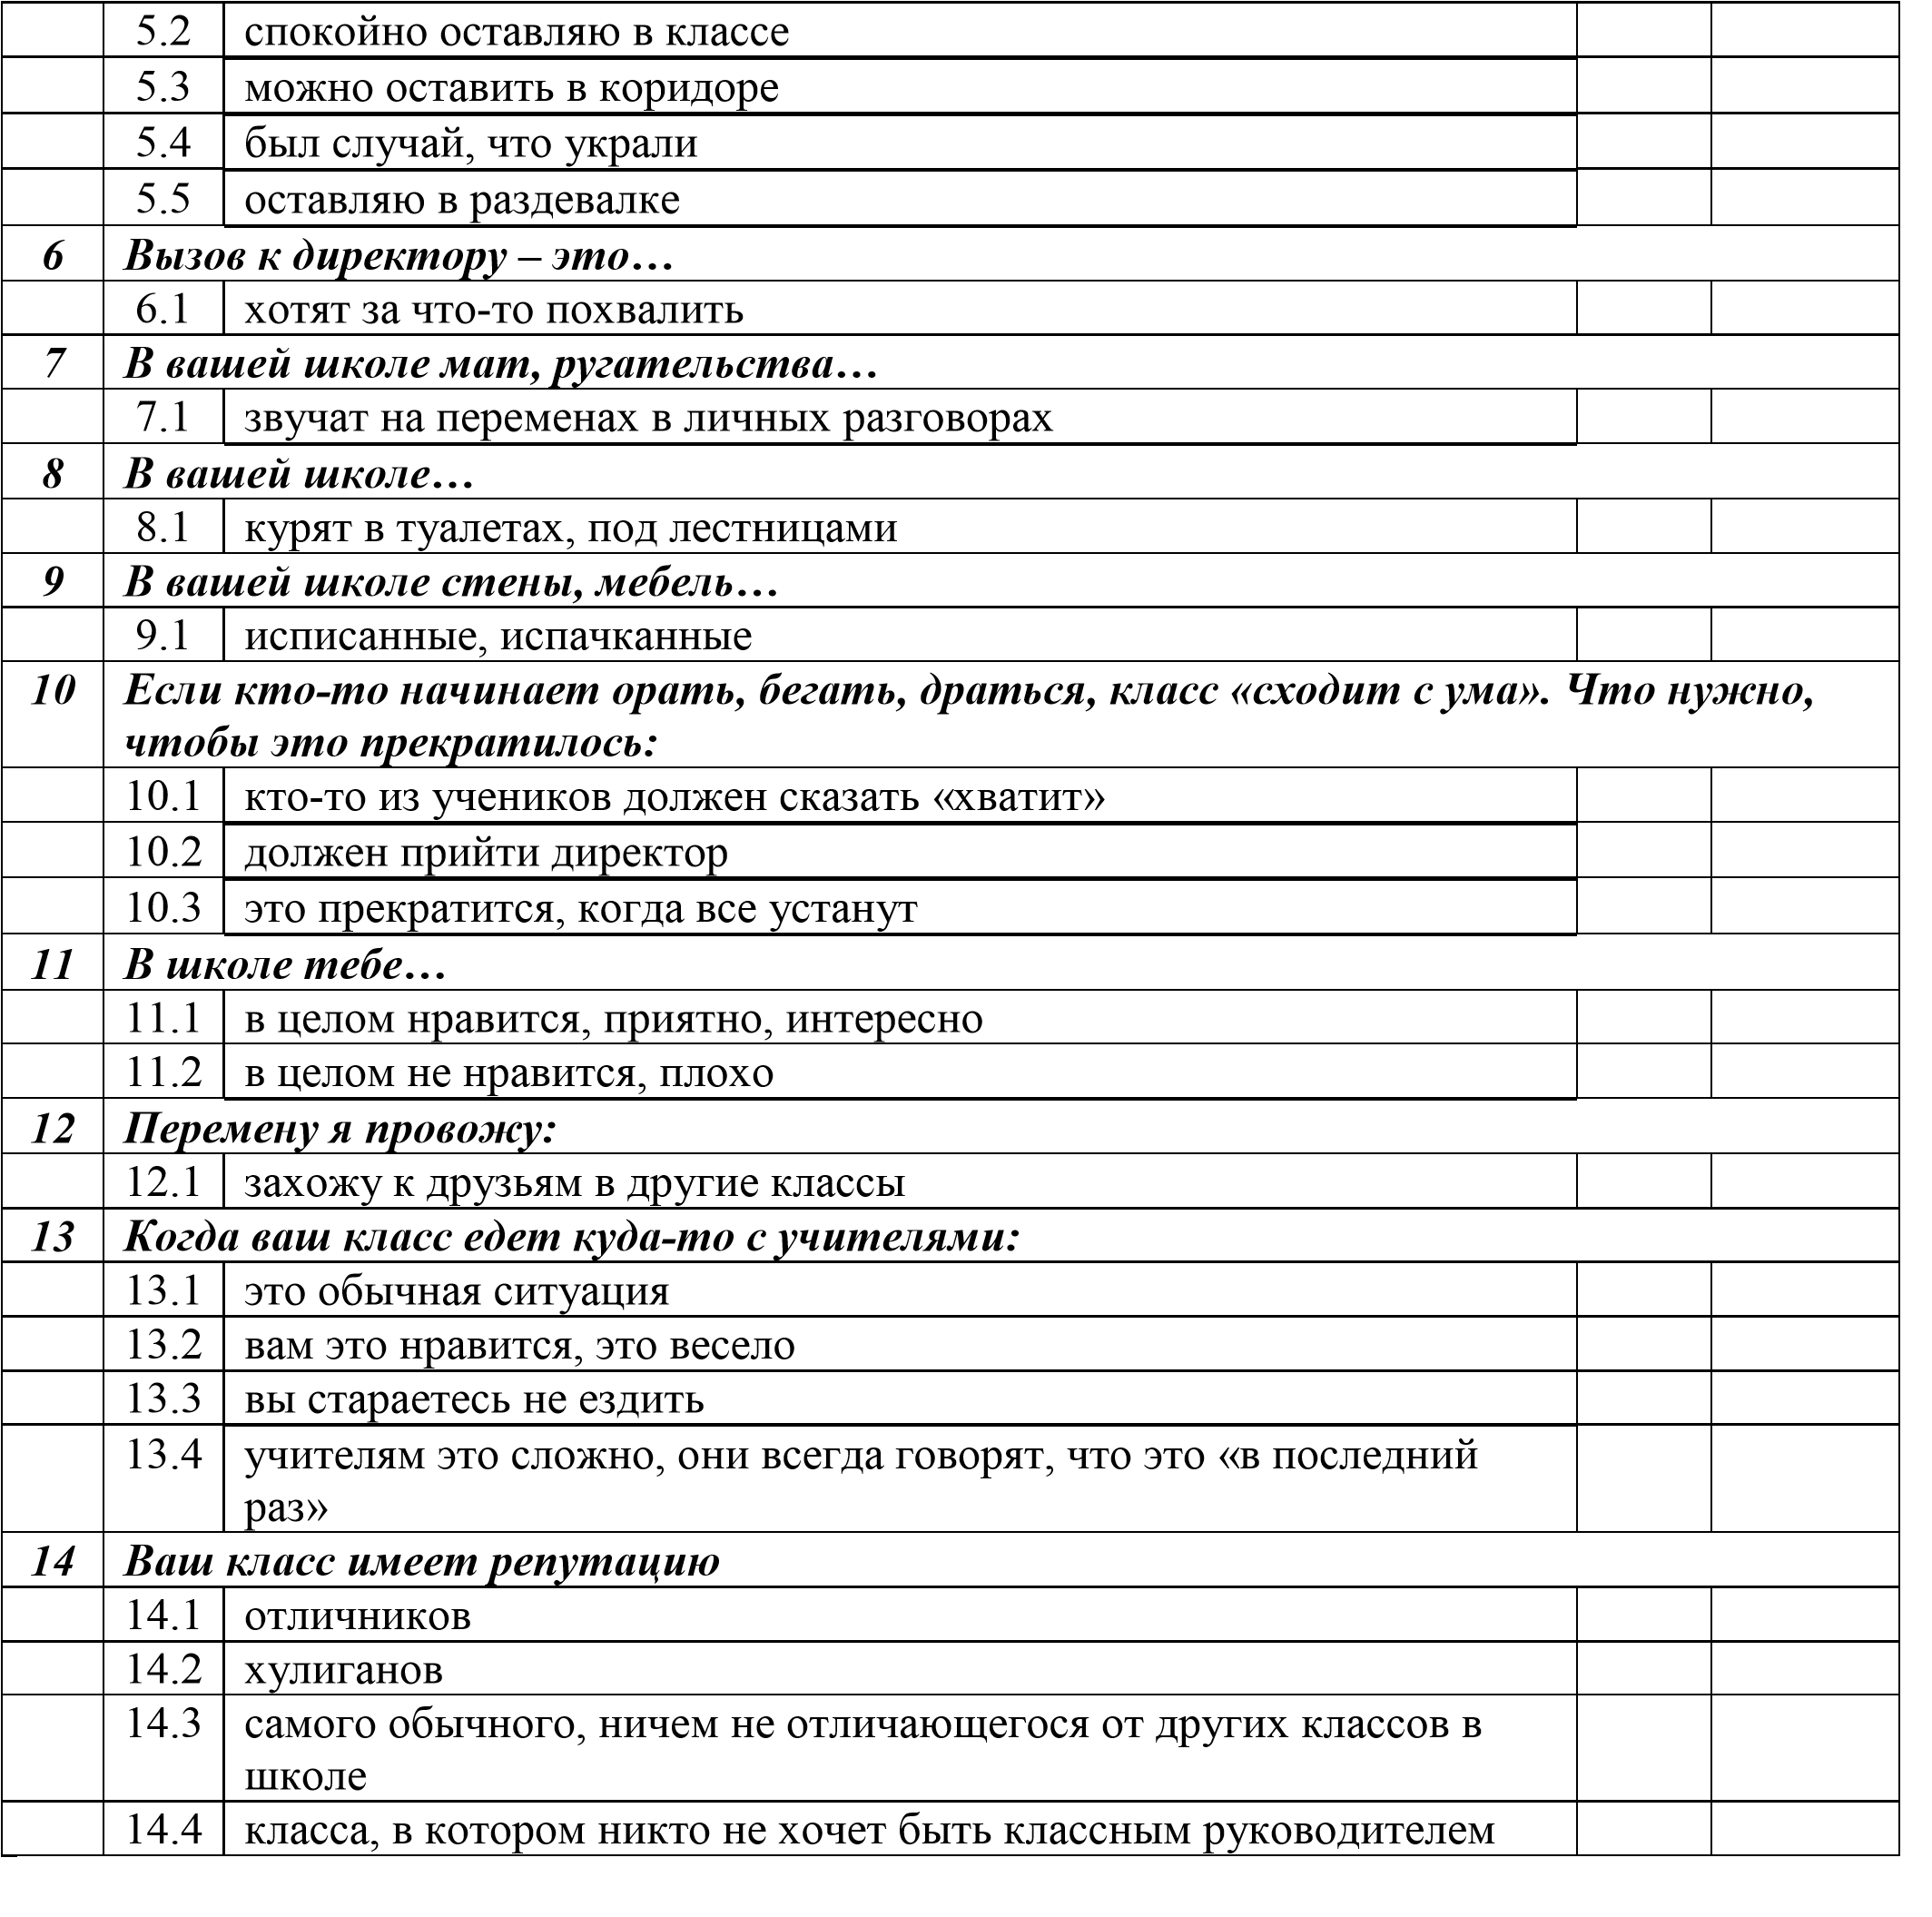 5.2 спокойно оставляю в классе
5.3 можно оставить в коридоре
5.4 был случай, что украли
5.5 оставляю в раздевалке
6 Вызов к директору – это…
6.1 хотят за что-то похвалить
7 В вашей школе мат, ругательства…
7.1 звучат на переменах в личных разговорах
8 В вашей школе…
8.1 курят в туалетах, под лестницами
9 В вашей школе стены, мебель…
9.1 исписанные, испачканные
10 Если кто-то начинает орать, бегать, драться, класс «сходит с ума». Что нужно,
чтобы это прекратилось:
10.1 кто-то из учеников должен сказать «хватит»
10.2 должен прийти директор
10.3 это прекратится, когда все устанут
11 В школе тебе…
11.1 в целом нравится, приятно, интересно
11.2 в целом не нравится, плохо
12 Перемену я провожу:
12.1 захожу к друзьям в другие классы
13 Когда ваш класс едет куда-то с учителями:
13.1 это обычная ситуация
13.2 вам это нравится, это весело
13.3 вы стараетесь не ездить
13.4 учителям это сложно, они всегда говорят, что это «в последний
раз»
14 Ваш класс имеет репутацию
14.1 отличников
14.2 хулиганов
14.3 самого обычного, ничем не отличающегося от других классов в
школе
14.4 класса, в котором никто не хочет быть классным руководителем